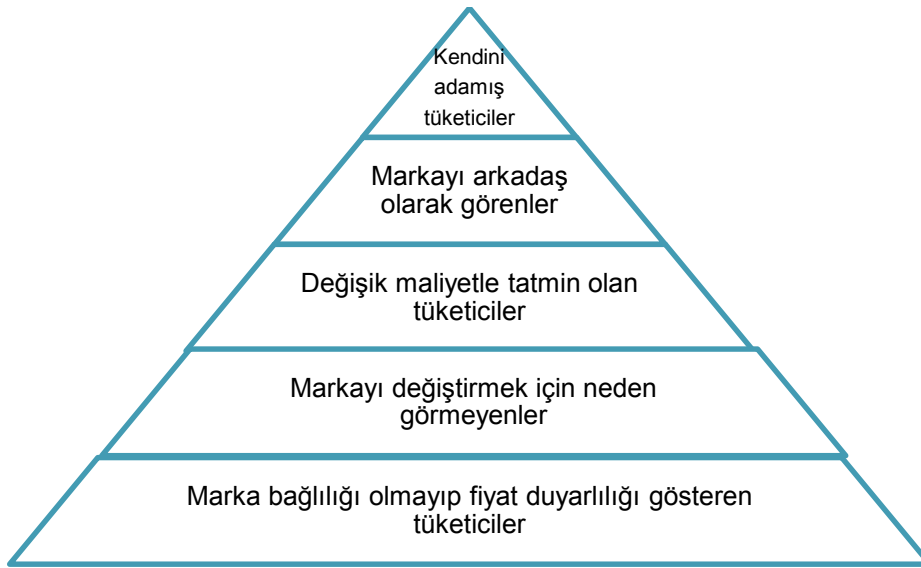 Kendini
adamış
tüketiciler
Markayı arkadaş
olarak görenler
Değişik maliyetle tatmin olan
tüketiciler
Markayı değiştirmek için neden
görmeyenler
Marka bağlılığı olmayıp fiyat duyarlılığı gösteren
tüketiciler